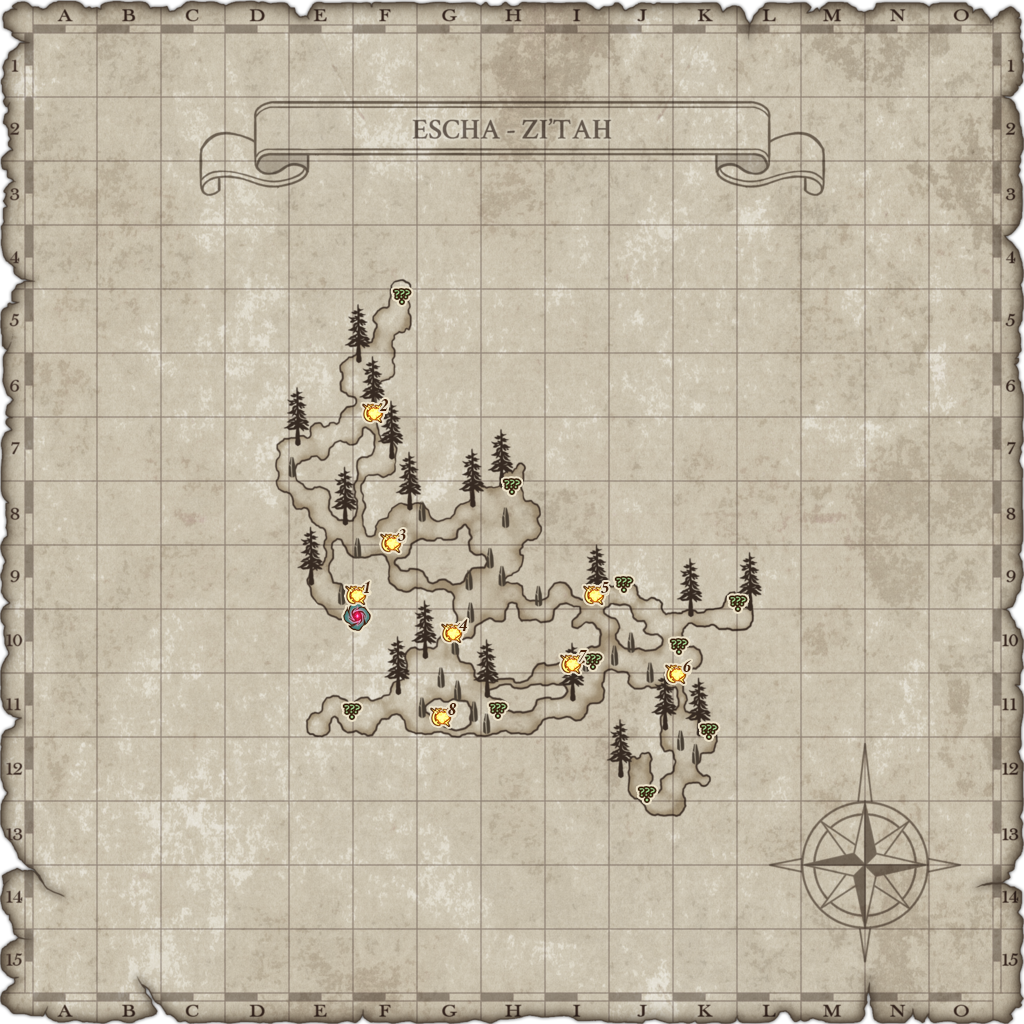 A B C D E F G H I J K L M N O
1 1
2 ESCHA - ZI'TAH 2
3 3
4 4
???
5 5
6 6
2
7 7
???
8 8
3
9 ??? 9
1 5 ???
4 10 ??? 10
7 ??? 6
11 ??? 8 ??? 11
???
12 12
???
13 13
14 14
15 15
A B C D E F G H I J K L M N O